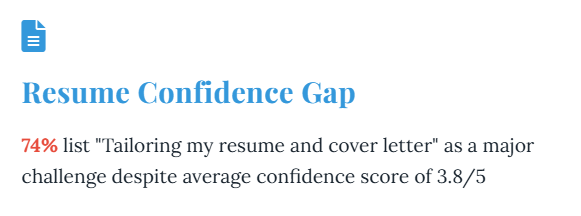 Resume Confidence Gap
74% list "Tailoring my resume and cover letter" as a major
challenge despite average confidence score of 3.8/5